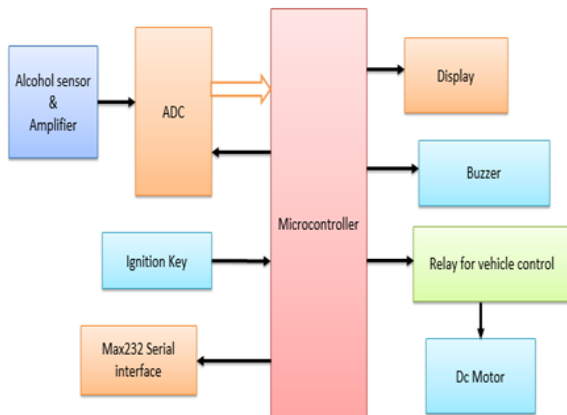 Alcohol sensor
&
Amplifier
ADC
Ignition Key
Max232 Serial
interface
Microcontroller
Display
Buzzer
Relay for vehicle control
Dc Motor